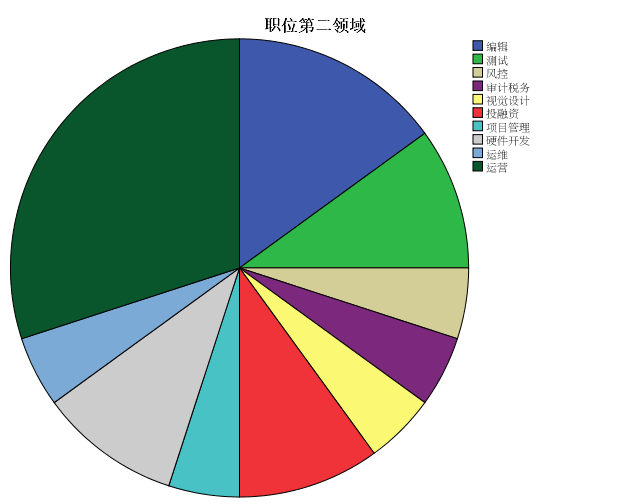 职位第二领域
编辑
测试
风控
审计税务
视觉设计
投融资
项目管理
硬件开发
运维
运营